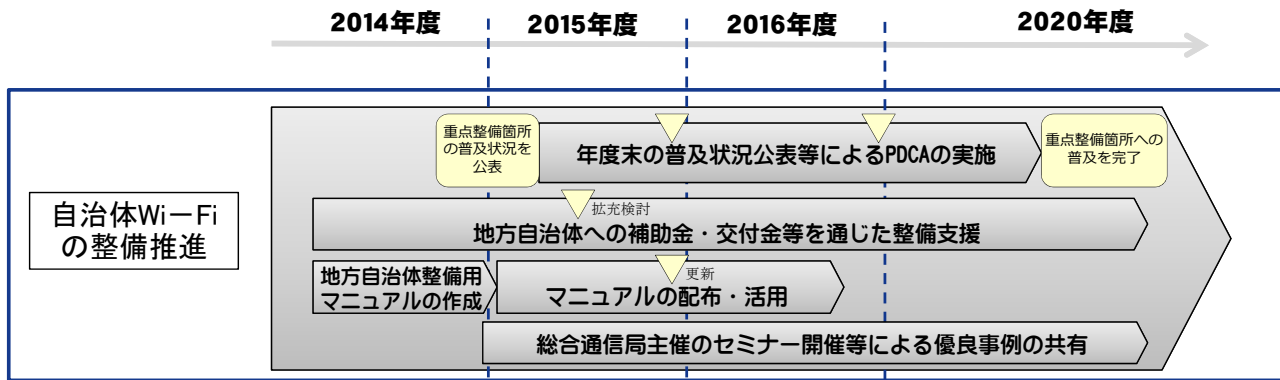 2014年度
2015年度
2016年度
2020年度
自治体Wi－Fi
の整備推進
重点整備箇所
の普及状況を
公表
年度末の普及状況公表等によるPDCAの実施
重点整備箇所への
普及を完了
拡充検討
地方自治体への補助金・交付金等を通じた整備支援
地方自治体整備用
マニュアルの作成
更新
マニュアルの配布・活用
総合通信局主催のセミナー開催等による優良事例の共有